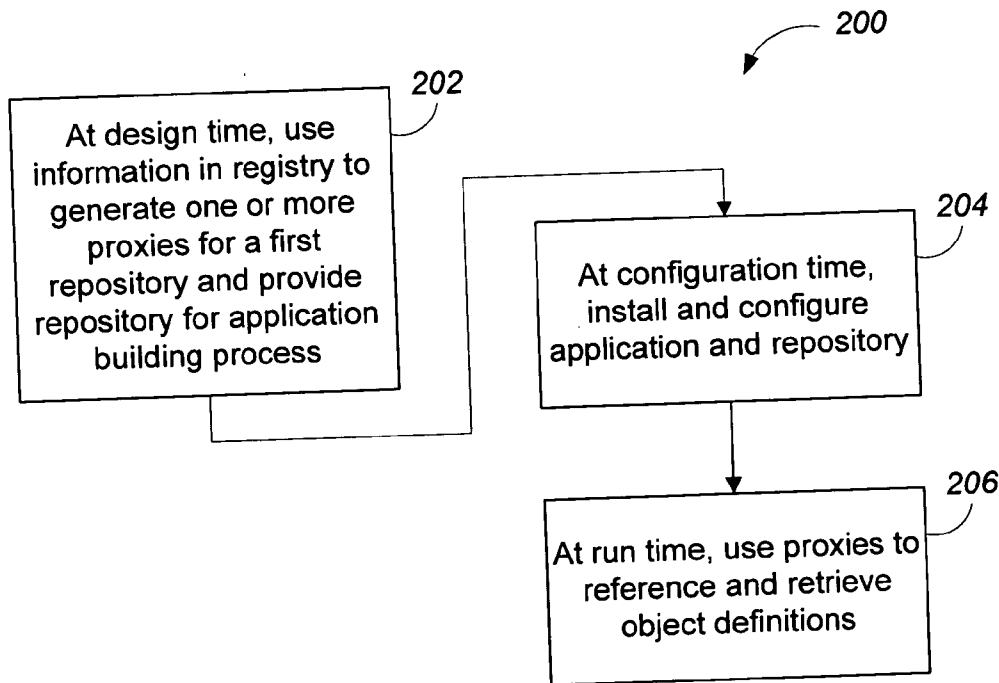 200
202
At design time, use
information in registry to
generate one or more
proxies for a first
repository and provide
repository for application
building process
204
At configuration time,
install and configure
application and repository
206
At run time, use proxies to
reference and retrieve
object definitions